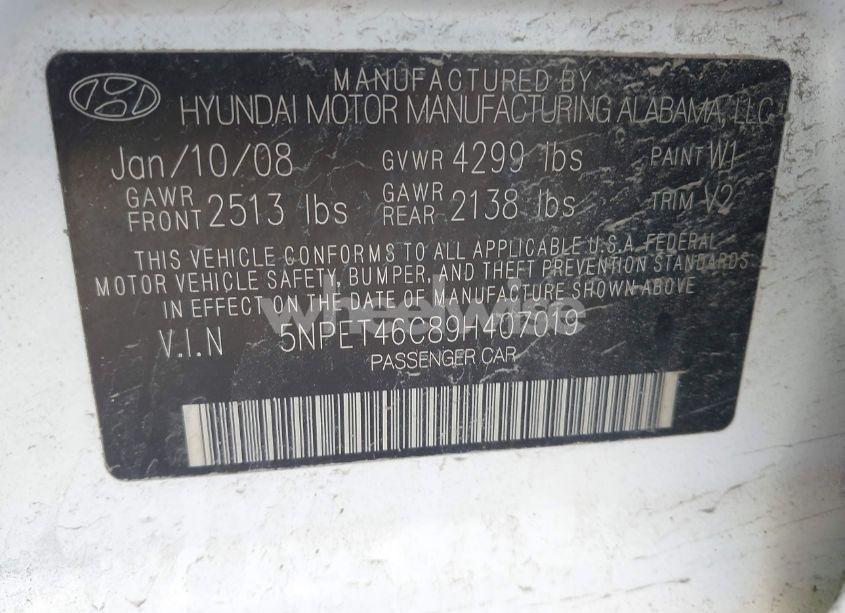 MANUFACTURED BY
HYUNDAI MOTOR MANUFACTURING ALABAMA, LLC
Jan/10/08 GVWR 4299 lbs PAINT W1
GAWR FRONT 2513 lbs GAWR REAR 2138 lbs TRIM V2
THIS VEHICLE CONFORMS TO ALL APPLICABLE U.S.A. FEDERAL
MOTOR VEHICLE SAFETY, BUMPER, AND THEFT PREVENTION STANDARDS
IN EFFECT ON THE DATE OF MANUFACTURE SHOWN ABOVE
wheelwire
V.I.N 5NPET46C89H407019
PASSENGER CAR